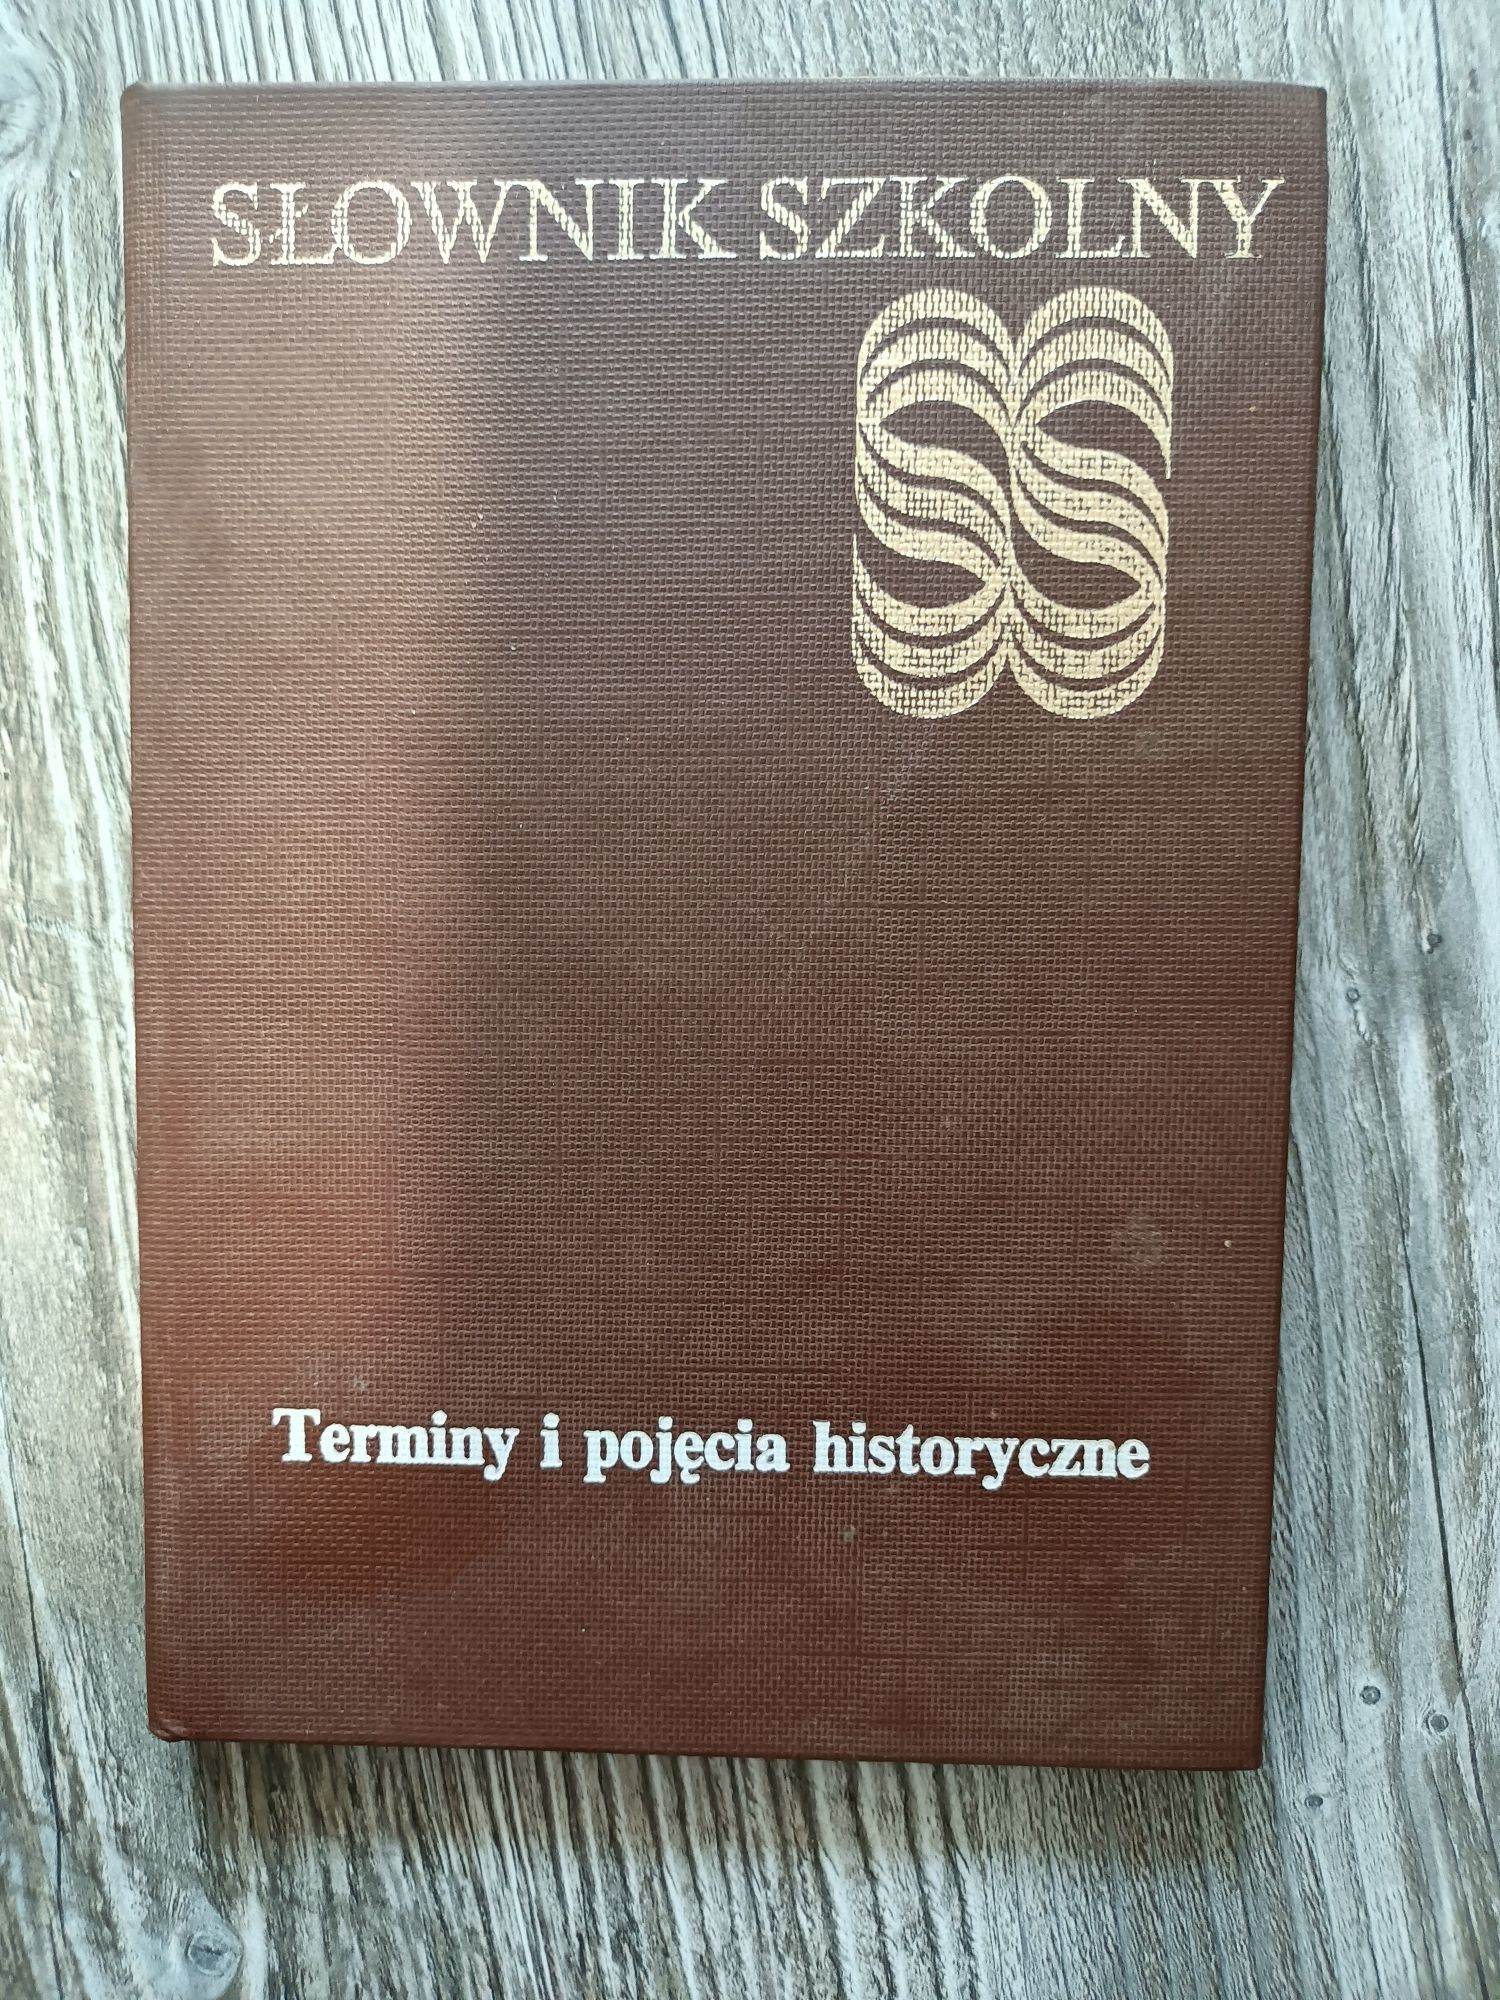 SŁOWNIK SZKOLNY
Terminy i pojęcia historyczne